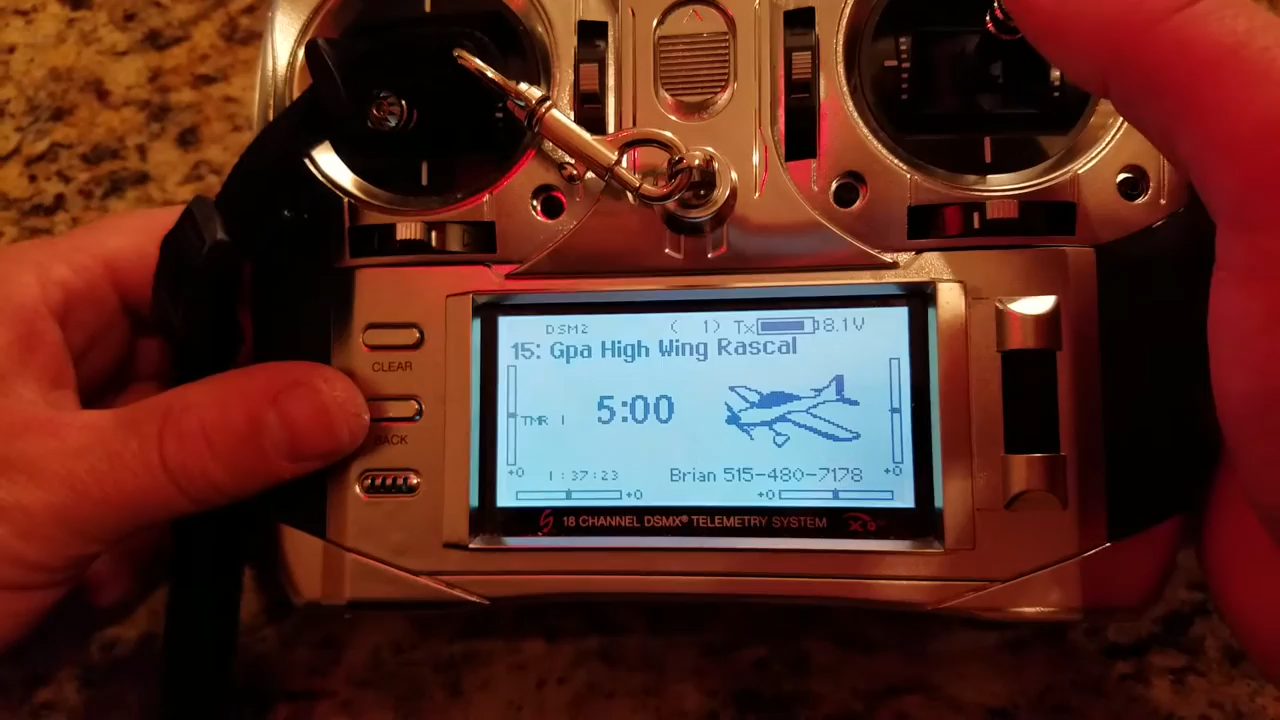 DSM2 ( 1) Tx 8.1V
15: Gpa High Wing Rascal
CLEAR
TMR 1 5:00
BACK
+0 1:37:23 Brian 515-480-7178 +0
+0 +0
18 CHANNEL DSMX® TELEMETRY SYSTEM